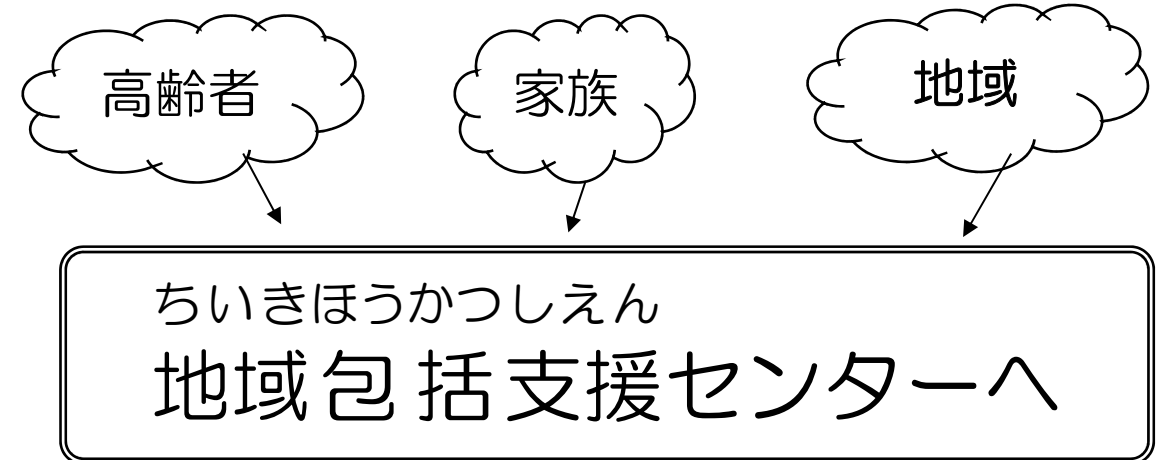 高齢者
家族
地域
ちいきほうかつしえん
地域包括支援センターへ